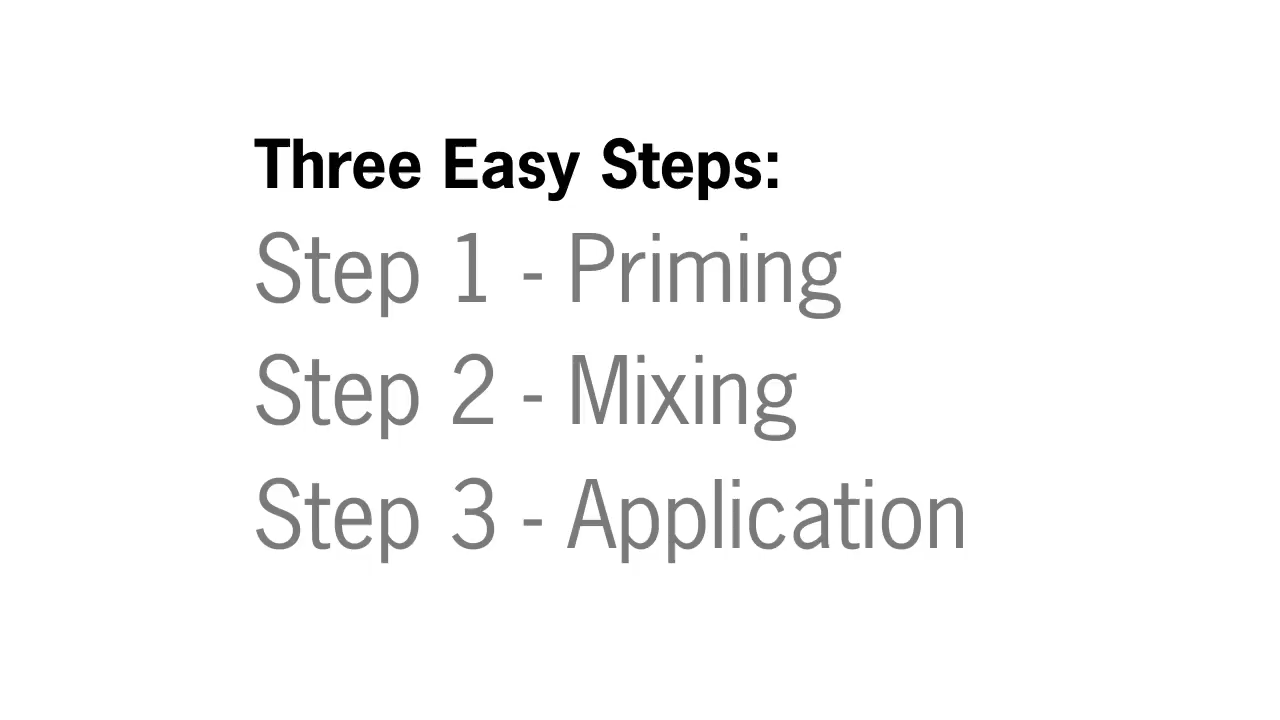 Three Easy Steps:
Step 1 - Priming
Step 2 - Mixing
Step 3 - Application